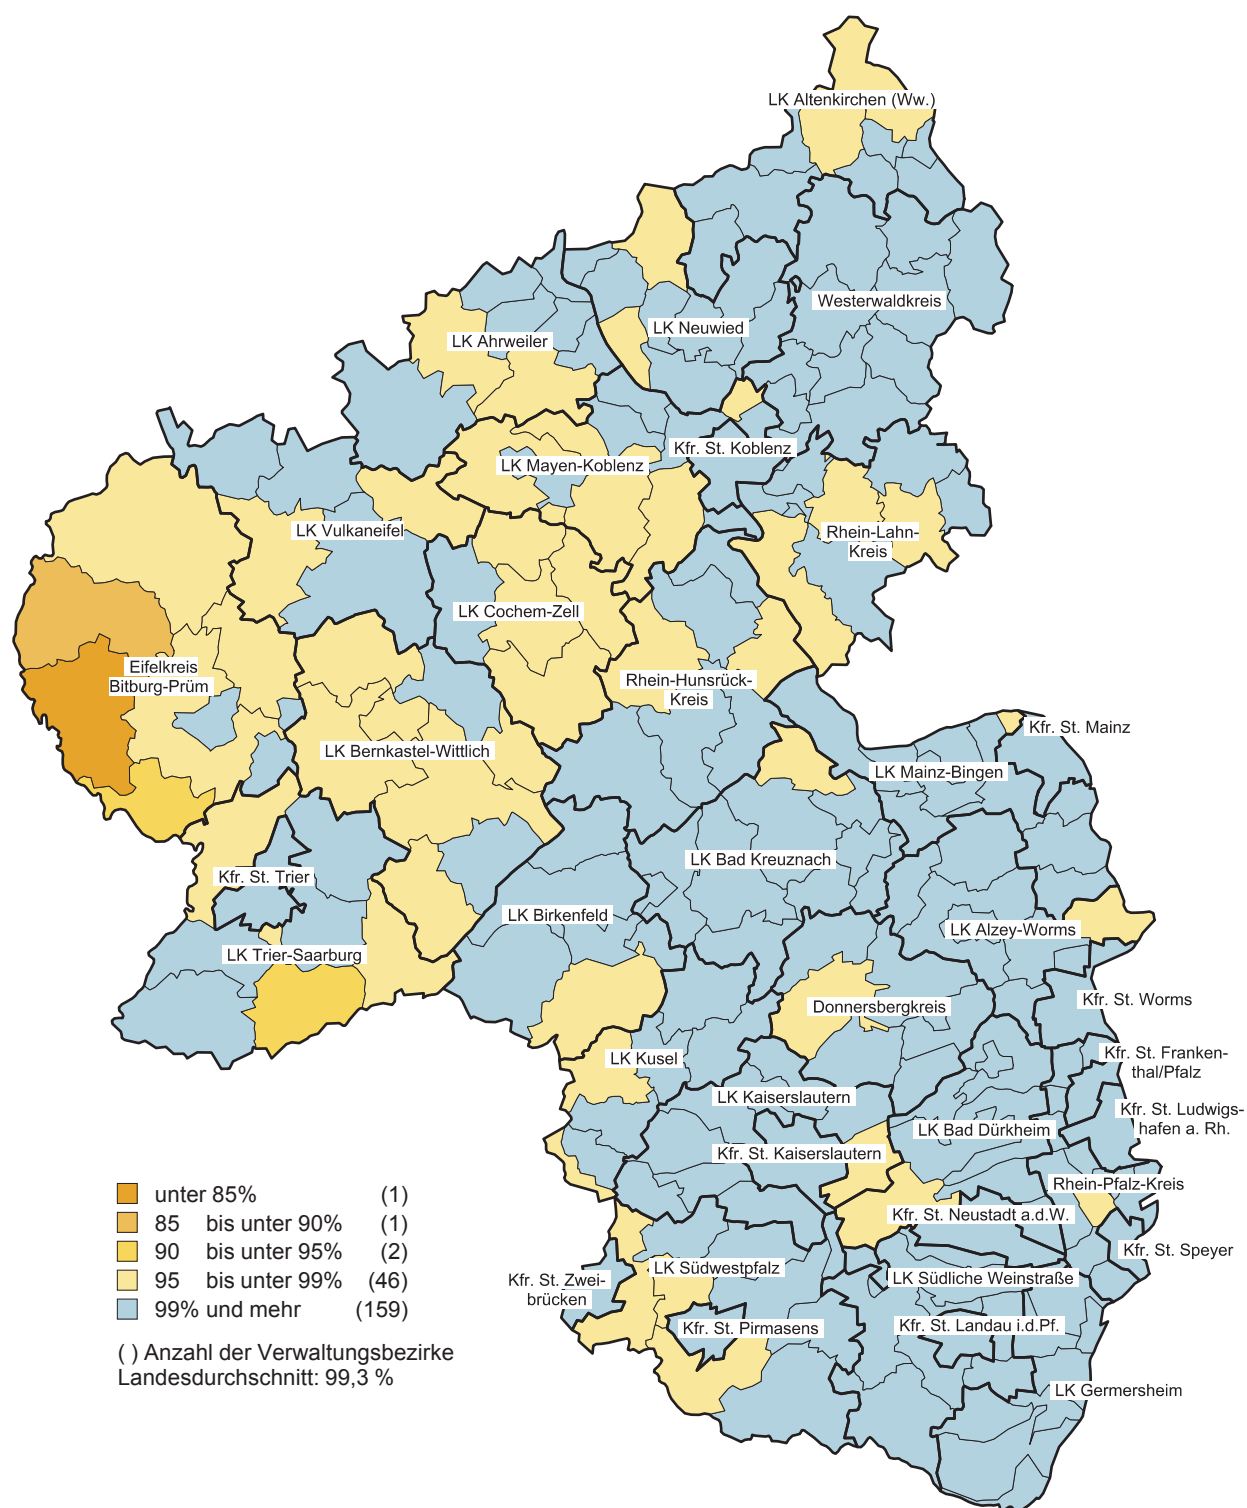 LK Altenkirchen (Ww.)
Westerwaldkreis
LK Neuwied
LK Ahrweiler
Kfr. St. Koblenz
LK Mayen-Koblenz
LK Vulkaneifel
Rhein-Lahn-
Kreis
LK Cochem-Zell
Eifelkreis
Bitburg-Prüm
Rhein-Hunsrück-
Kreis
Kfr. St. Mainz
LK Bernkastel-Wittlich
LK Mainz-Bingen
LK Bad Kreuznach
Kfr. St. Trier
LK Birkenfeld
LK Alzey-Worms
LK Trier-Saarburg
Kfr. St. Worms
Donnersbergkreis
Kfr. St. Franken-
thal/Pfalz
LK Kusel
LK Kaiserslautern
Kfr. St. Ludwigs-
hafen a. Rh.
LK Bad Dürkheim
Kfr. St. Kaiserslautern
Rhein-Pfalz-Kreis
Kfr. St. Neustadt a.d.W.
Kfr. St. Speyer
LK Südwestpfalz
LK Südliche Weinstraße
Kfr. St. Zwei-
brücken
Kfr. St. Pirmasens
Kfr. St. Landau i.d.Pf.
LK Germersheim
unter 85% (1)
85 bis unter 90% (1)
90 bis unter 95% (2)
95 bis unter 99% (46)
99% und mehr (159)
( ) Anzahl der Verwaltungsbezirke
Landesdurchschnitt: 99,3 %